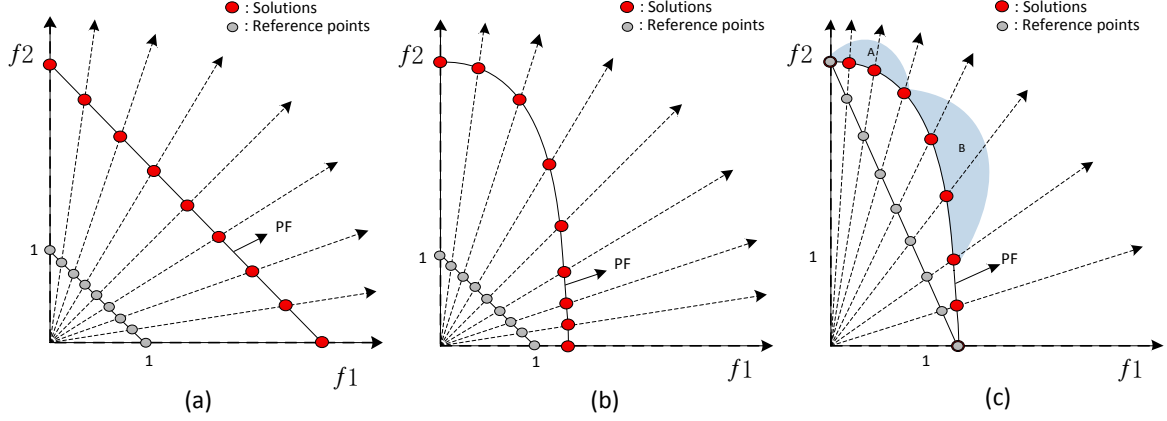 : Solutions
: Reference points
f2
1
PF
1
f1
(a)
: Solutions
: Reference points
f2
1
PF
1
f1
(b)
: Solutions
: Reference points
f2
A
B
1
PF
1
f1
(c)